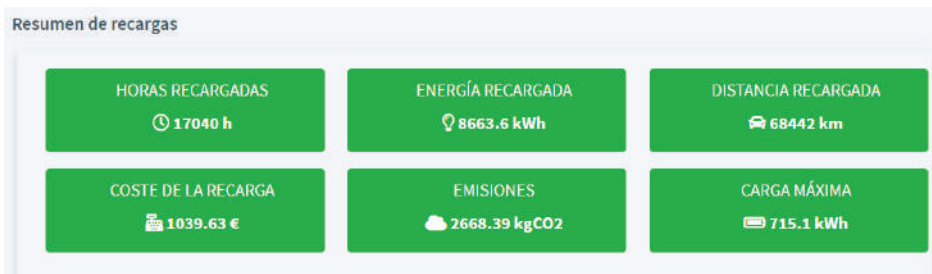 Resumen de recargas
HORAS RECARGADAS
17040 h
ENERGÍA RECARGADA
8663.6 kWh
DISTANCIA RECARGADA
68442 km
COSTE DE LA RECARGA
1039.63 €
EMISIONES
2668.39 kgCO2
CARGA MÁXIMA
715.1 kWh